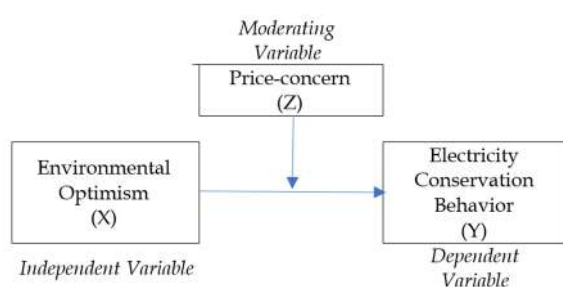 Moderating
Variable
Price-concern
(Z)
Environmental
Optimism
(X)
Independent Variable
Electricity
Conservation
Behavior
(Y)
Dependent
Variable